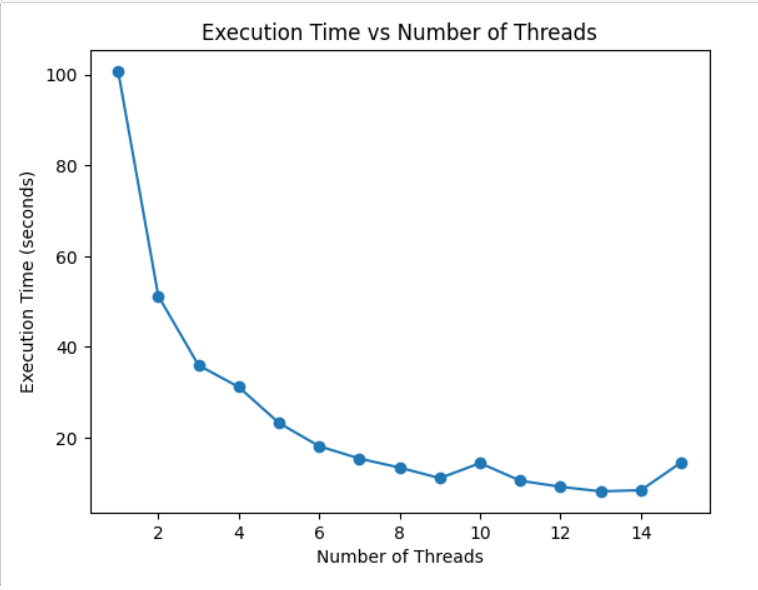 Execution Time vs Number of Threads
100
80
60
40
20
Execution Time (seconds)
2 4 6 8 10 12 14
Number of Threads